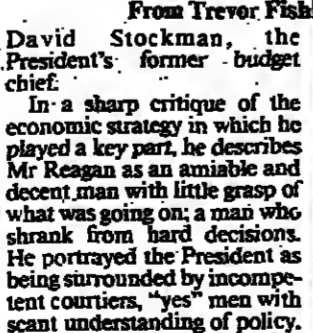 From Trevor Fish
David Stockman, the
President's former budget
chief:
In a sharp critique of the
economic strategy in which he
played a key part, he describes
Mr Reagan as an amiable and
decent man with little grasp of
what was going on; a man who
shrank from hard decisions.
He portrayed the President as
being surrounded by incompe-
tent courtiers, "yes" men with
scant understanding of policy.